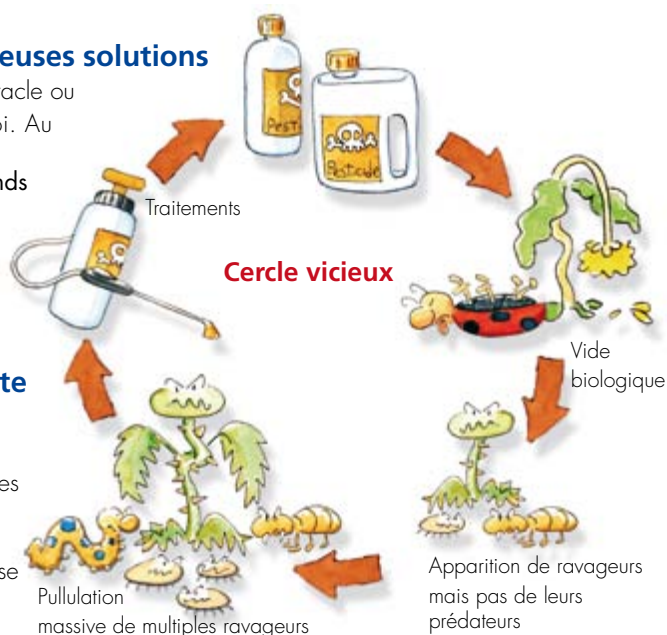 euses solutions
acle ou
oi. Au
nds
te
es
se
Pesticide
Traitements
Cercle vicieux
Vide
biologique
Apparition de ravageurs
mais pas de leurs
prédateurs
Pullulation
massive de multiples ravageurs